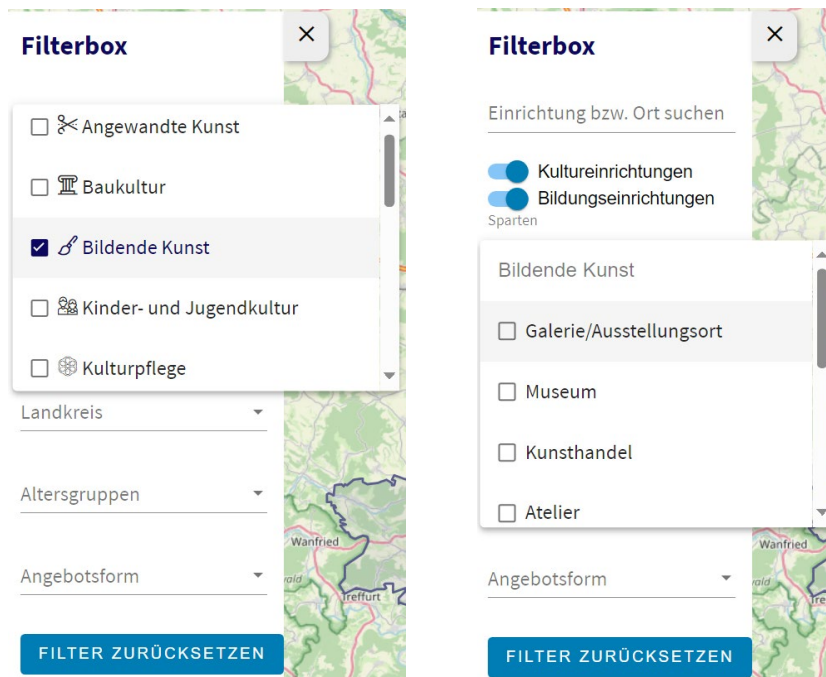 Filterbox
Angewandte Kunst
Baukultur
Bildende Kunst
Kinder- und Jugendkultur
Kulturpflege
Landkreis
Altersgruppen
Angebotsform
FILTER ZURÜCKSETZEN
Wanfried
Treffurt
Filterbox
Einrichtung bzw. Ort suchen
Kultureinrichtungen
Bildungseinrichtungen
Sparten
Bildende Kunst
Galerie/Ausstellungsort
Museum
Kunsthandel
Atelier
Angebotsform
FILTER ZURÜCKSETZEN
Wanfried